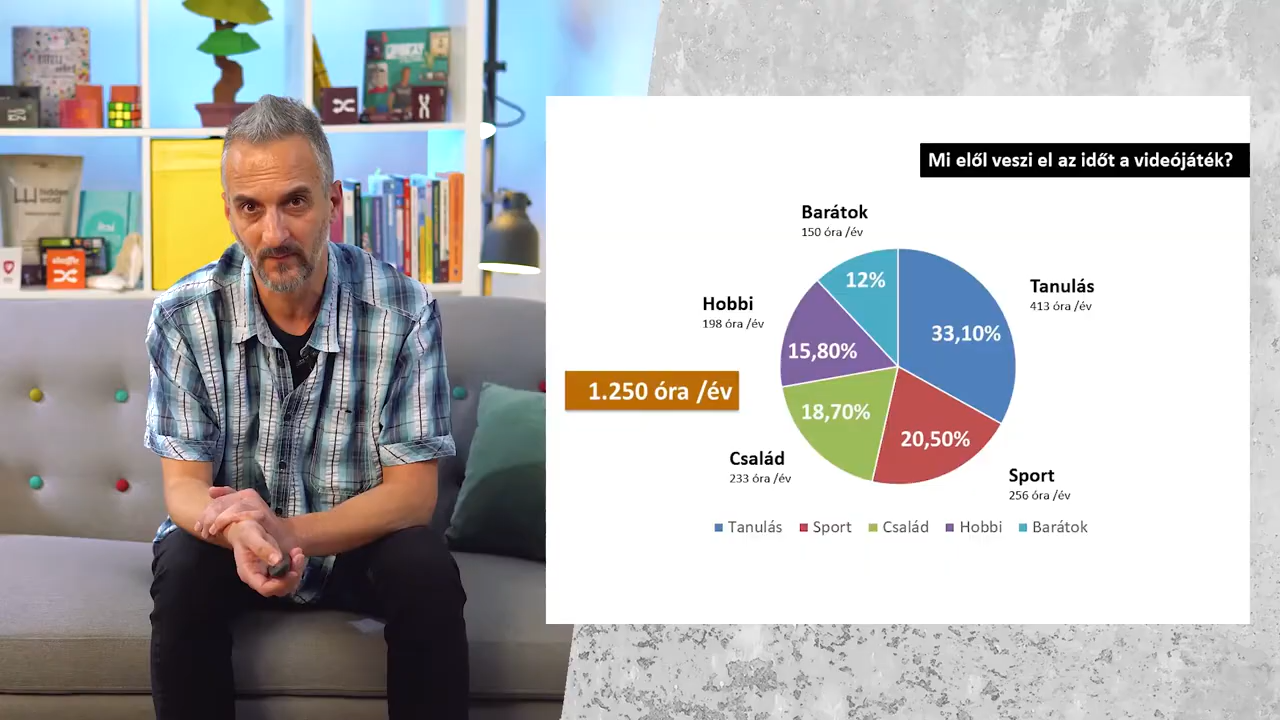 Mi elől veszi el az időt a videójáték?
Barátok
150 óra /év
12%
Tanulás
413 óra /év
33,10%
Hobbi
198 óra /év
15,80%
1.250 óra /év
18,70%
20,50%
Család
233 óra /év
Sport
256 óra /év
Tanulás Sport Család Hobbi Barátok